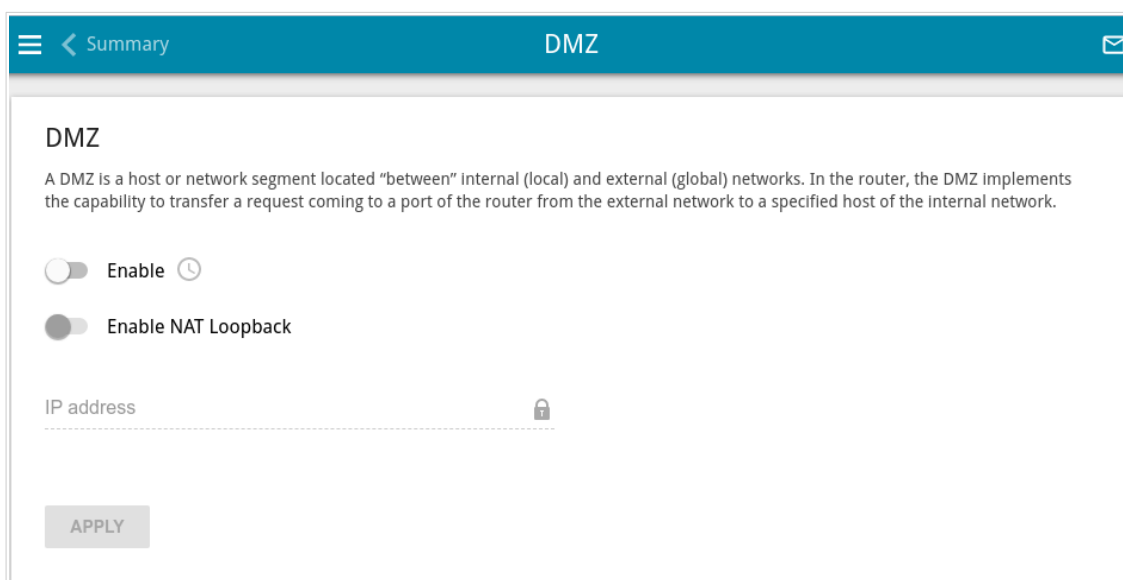 Summary
DMZ
DMZ
A DMZ is a host or network segment located “between” internal (local) and external (global) networks. In the router, the DMZ implements
the capability to transfer a request coming to a port of the router from the external network to a specified host of the internal network.
Enable
Enable NAT Loopback
IP address
APPLY